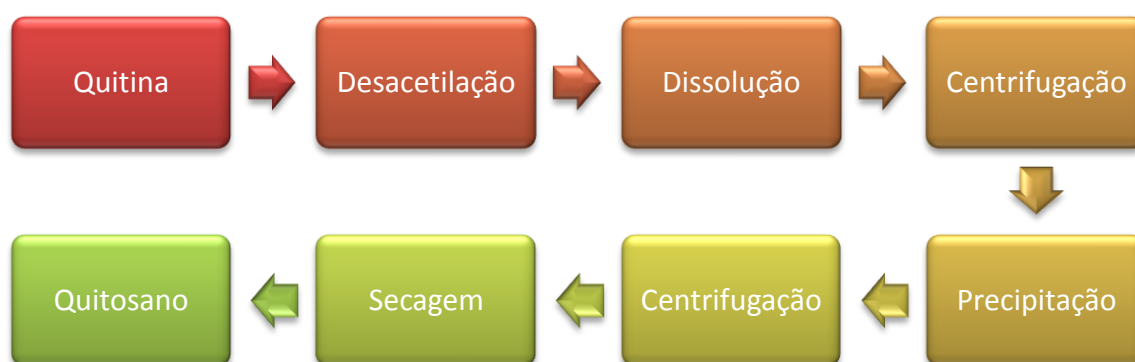 Quitina
Desacetilação
Dissolução
Centrifugação
Precipitação
Centrifugação
Secagem
Quitosano